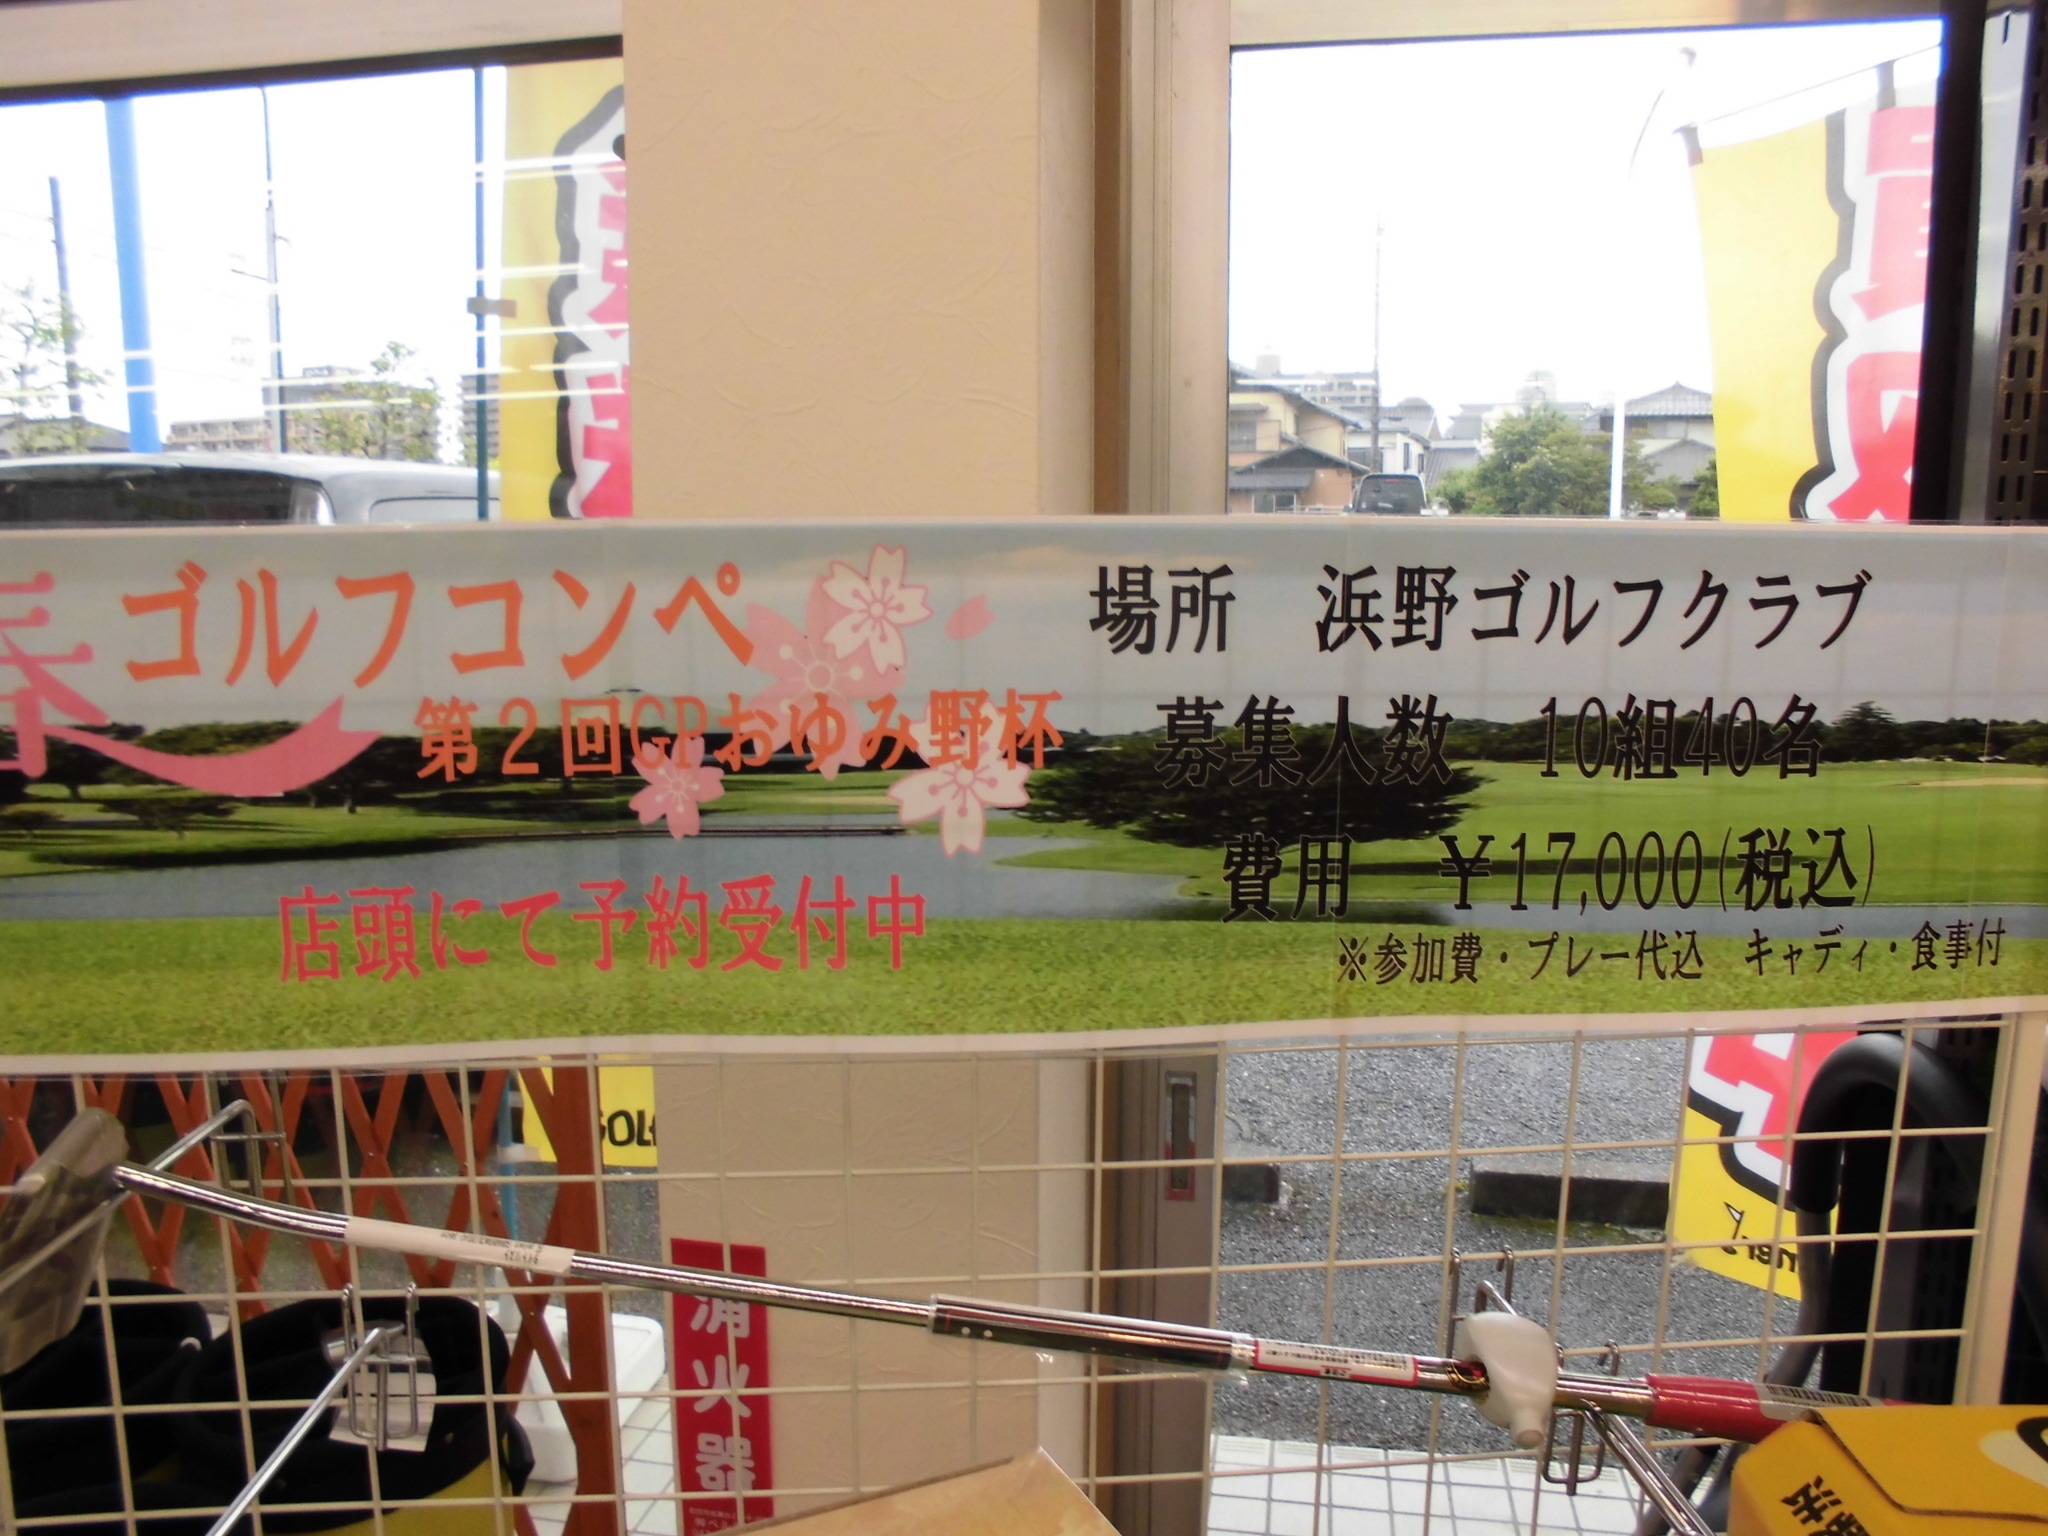 春
ゴルフコンペ
第2回GPおゆみ野杯
店頭にて予約受付中
場所　浜野ゴルフクラブ
募集人数　10組40名
費用　￥17,000(税込)
※参加費・プレー代込　キャディ・食事付
消火器